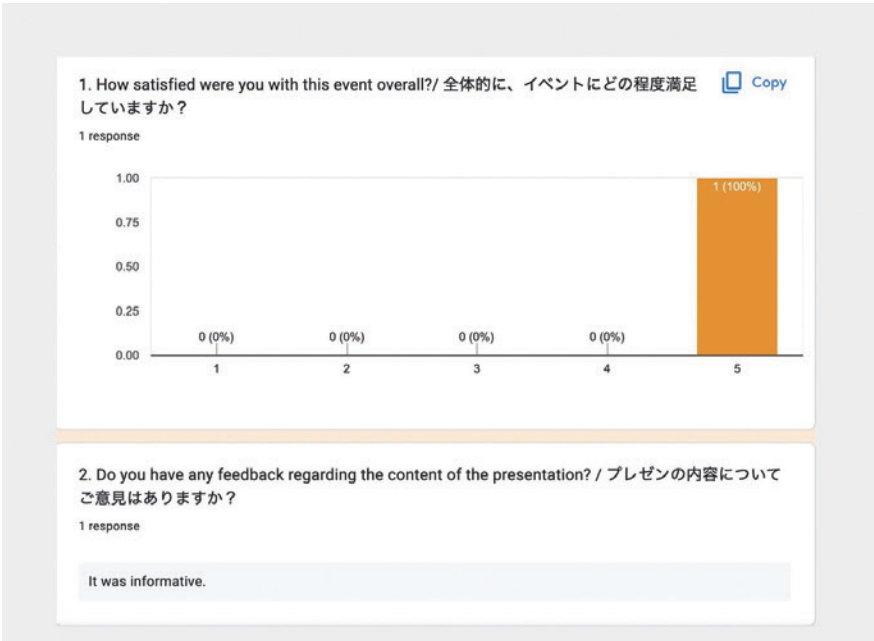 1. How satisfied were you with this event overall?/ 全体的に、イベントにどの程度満足
していますか？
Copy
1 response
1.00
0.75
0.50
0.25
0.00
0 (0%)
0 (0%)
0 (0%)
0 (0%)
1 (100%)
1
2
3
4
5
2. Do you have any feedback regarding the content of the presentation? / プレゼンの内容について
ご意見はありますか？
1 response
It was informative.